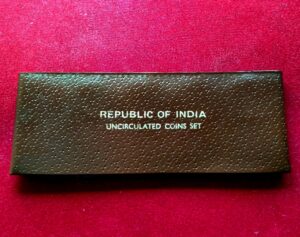 REPUBLIC OF INDIA
UNCIRCULATED COINS SET